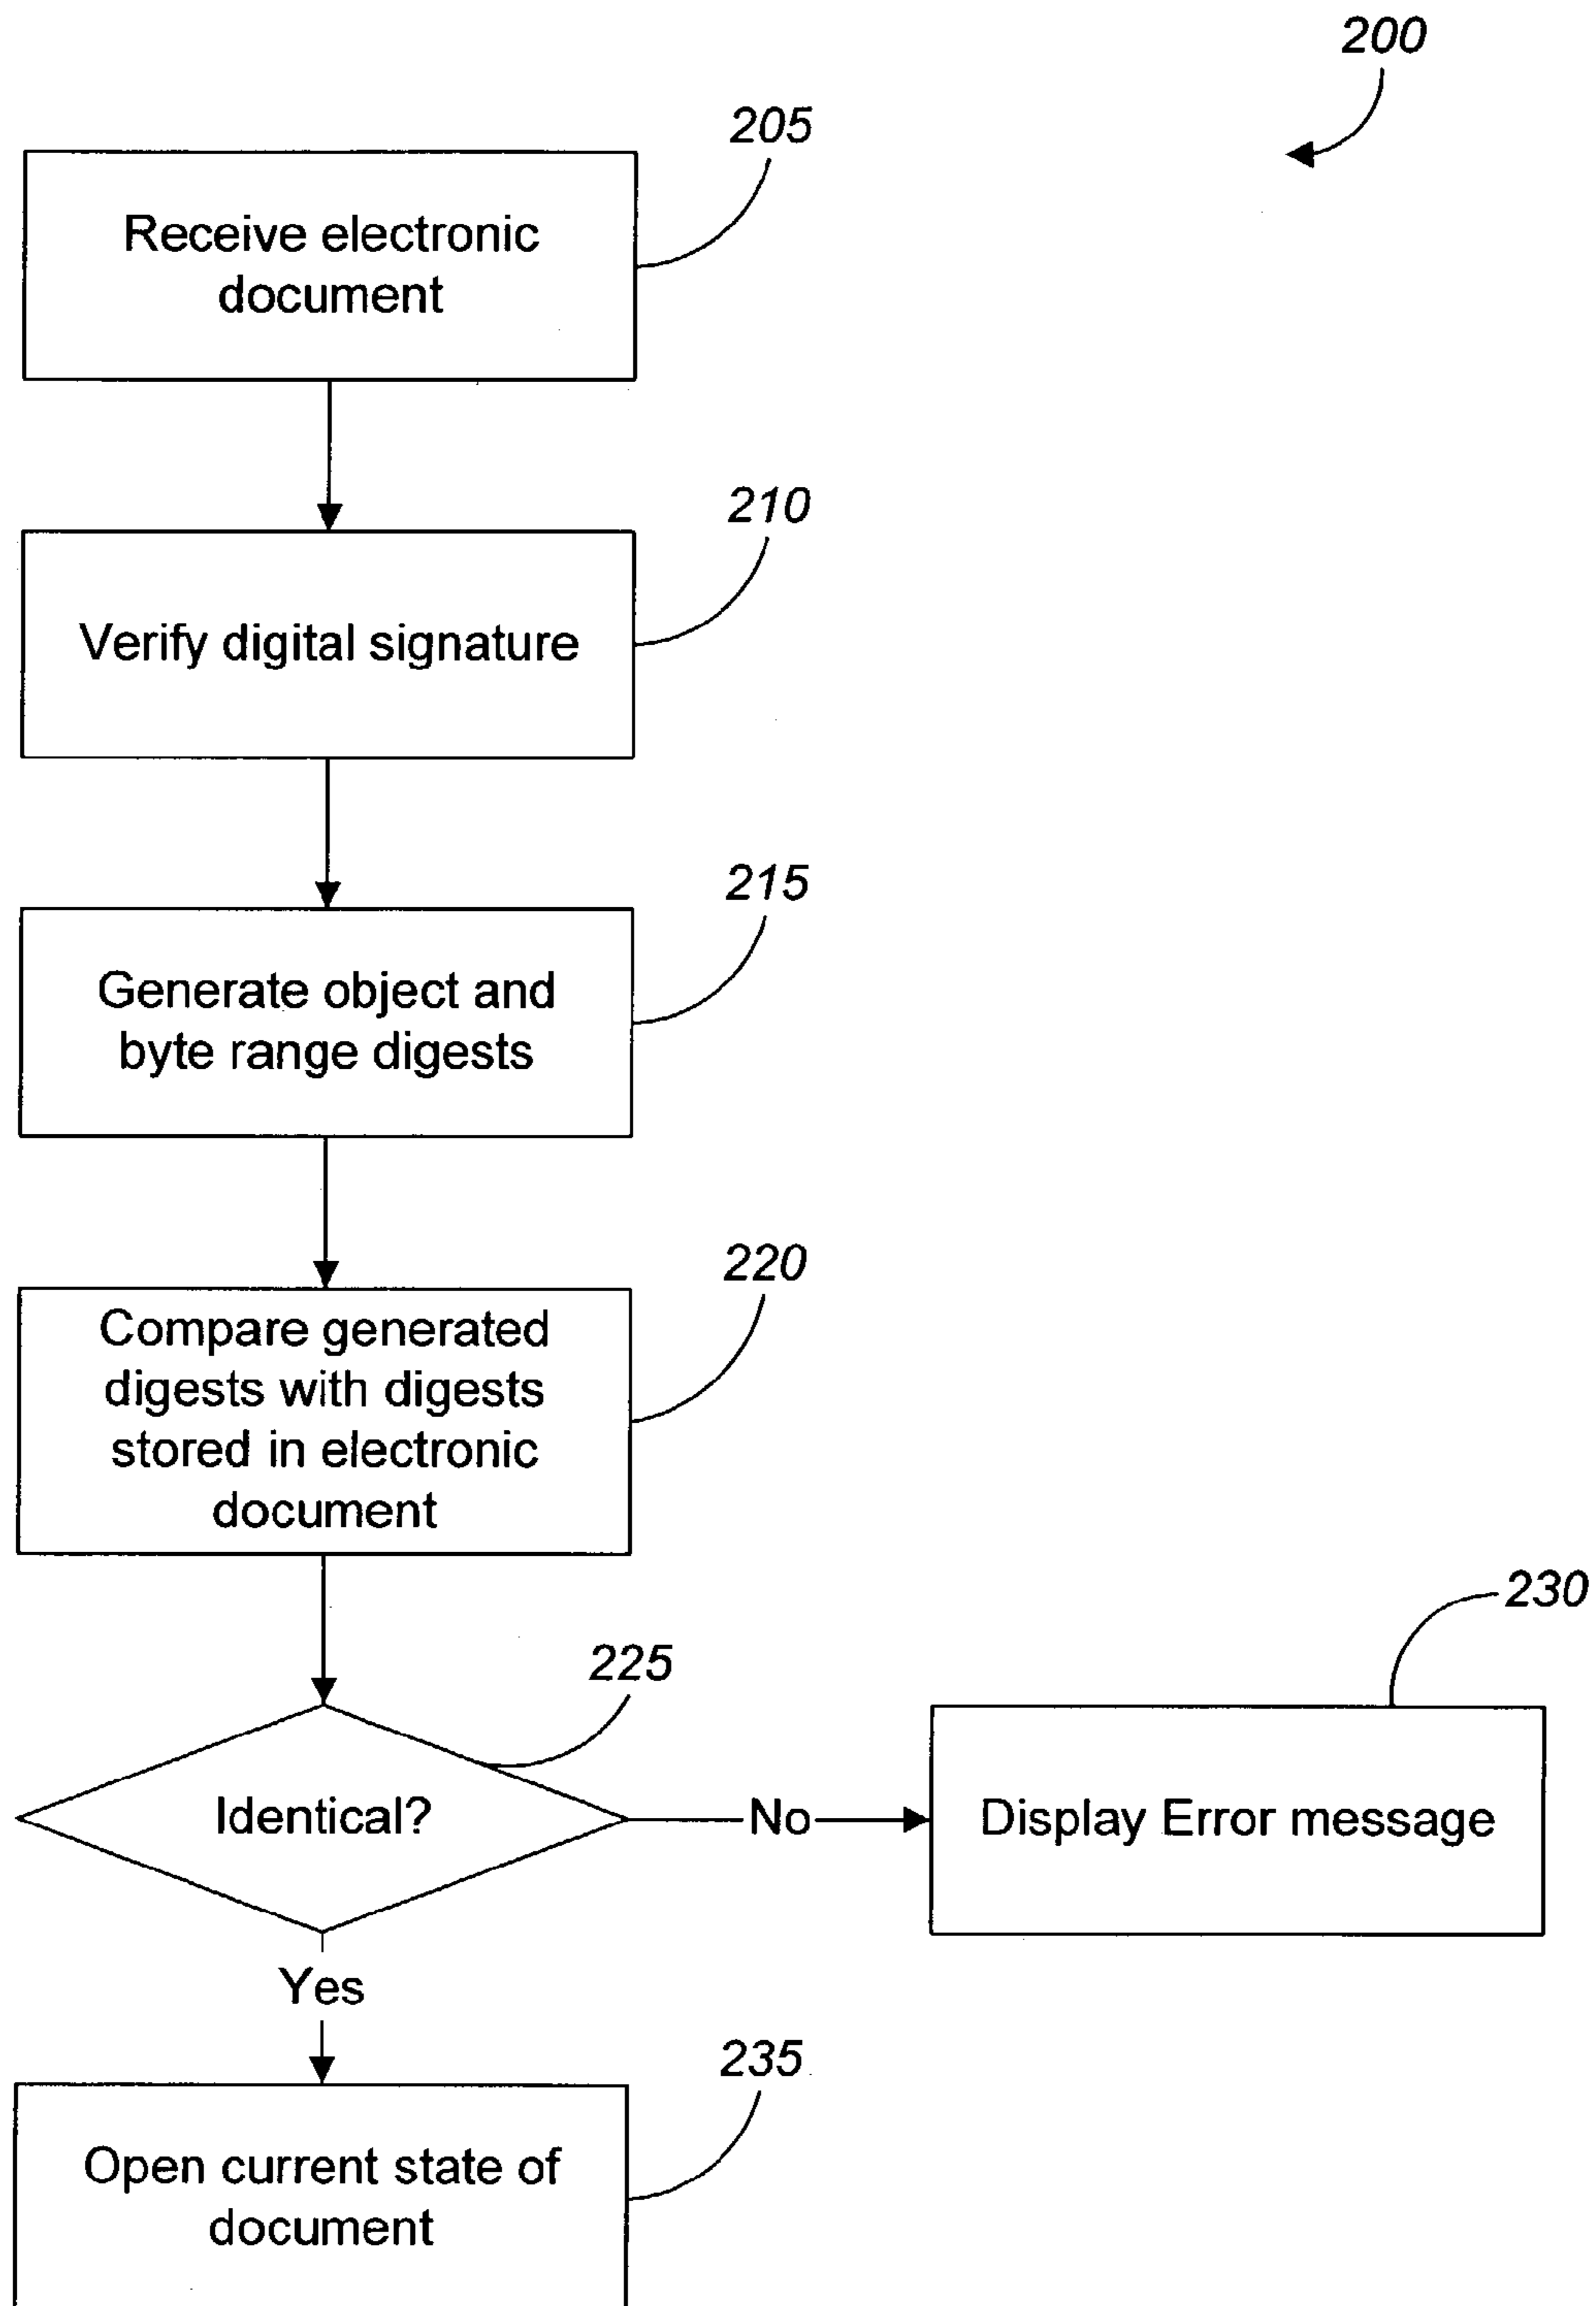 200
205
Receive electronic
document
210
Verify digital signature
215
Generate object and
byte range digests
220
Compare generated
digests with digests
stored in electronic
document
230
225
Identical?
No
Display Error message
Yes
235
Open current state of
document